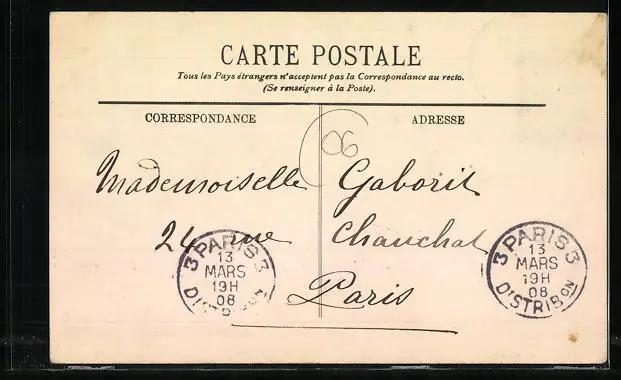 CARTE POSTALE
Tous les Pays étrangers n'acceptent pas la Correspondance au recto.
(Se renseigner à la Poste).
CORRESPONDANCE
ADRESSE
06
Mademoiselle Gaborit
24 rue Chauchat
Paris
3 PARIS 3
13
MARS
19H
08
DISTRIBON
3 PARIS 3
13
MARS
19H
08
DISTRIBON